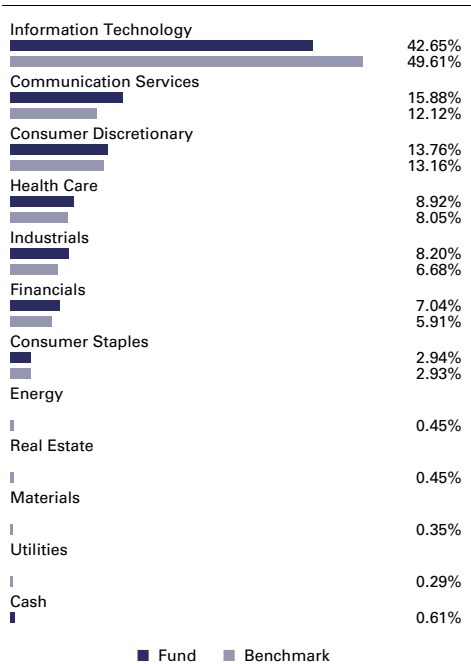 Information Technology
42.65%
49.61%
Communication Services
15.88%
12.12%
Consumer Discretionary
13.76%
13.16%
Health Care
8.92%
8.05%
Industrials
8.20%
6.68%
Financials
7.04%
5.91%
Consumer Staples
2.94%
2.93%
Energy
0.45%
Real Estate
0.45%
Materials
0.35%
Utilities
0.29%
Cash
0.61%
Fund Benchmark